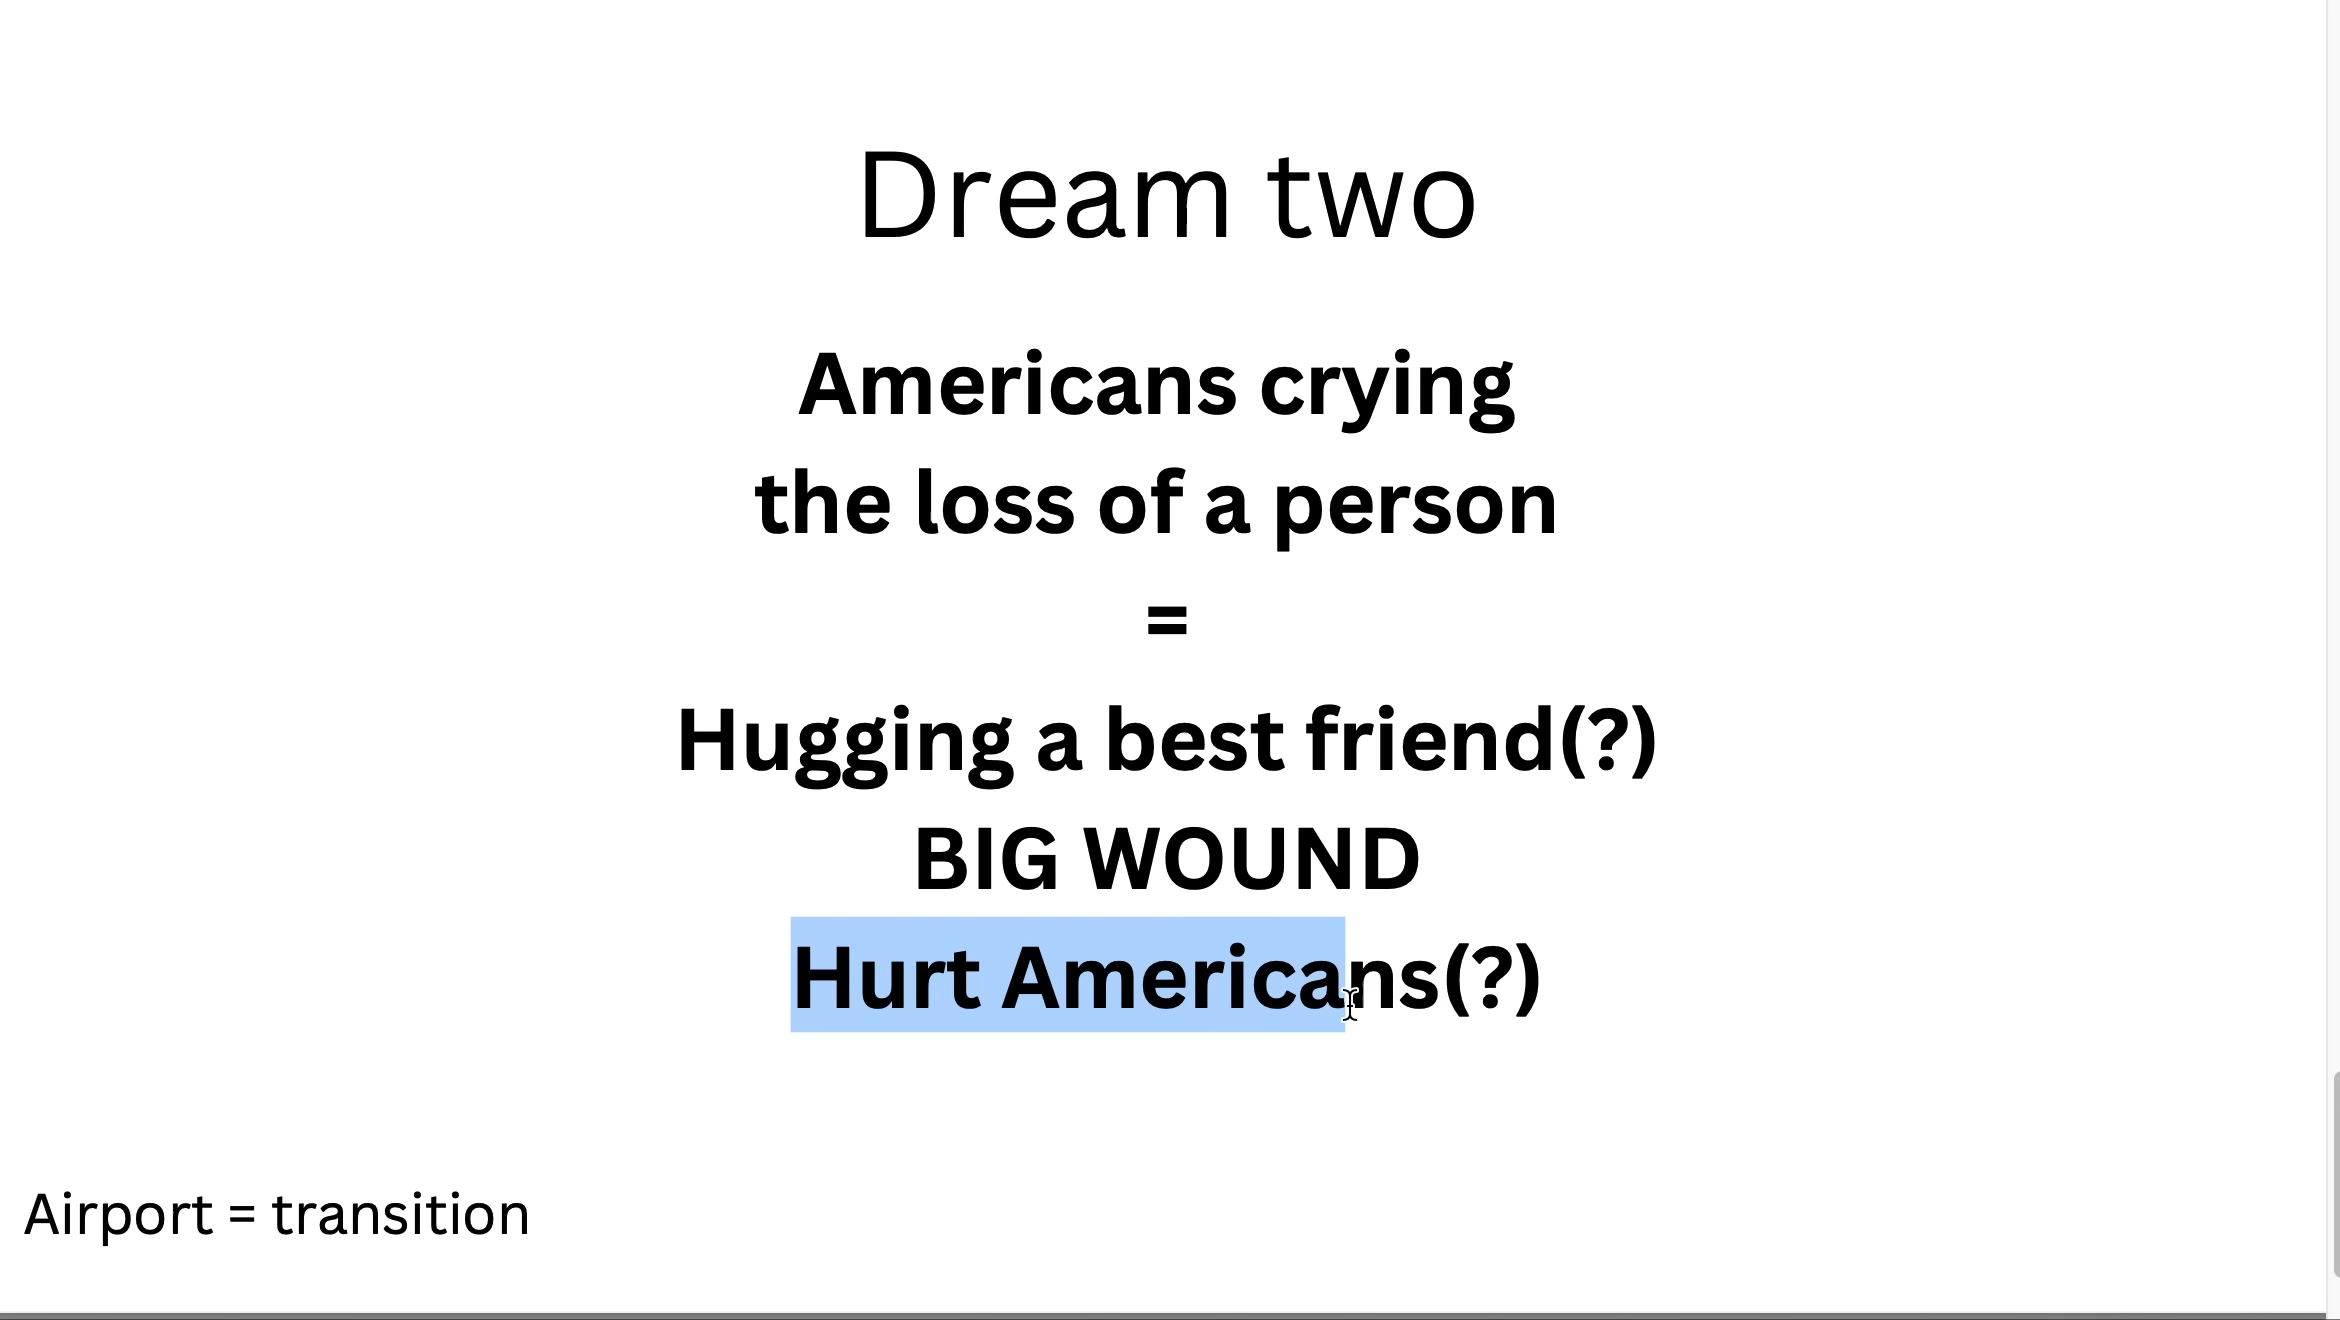 Dream two
Americans crying
the loss of a person
=
Hugging a best friend(?)
BIG WOUND
Hurt Americans(?)
Airport = transition